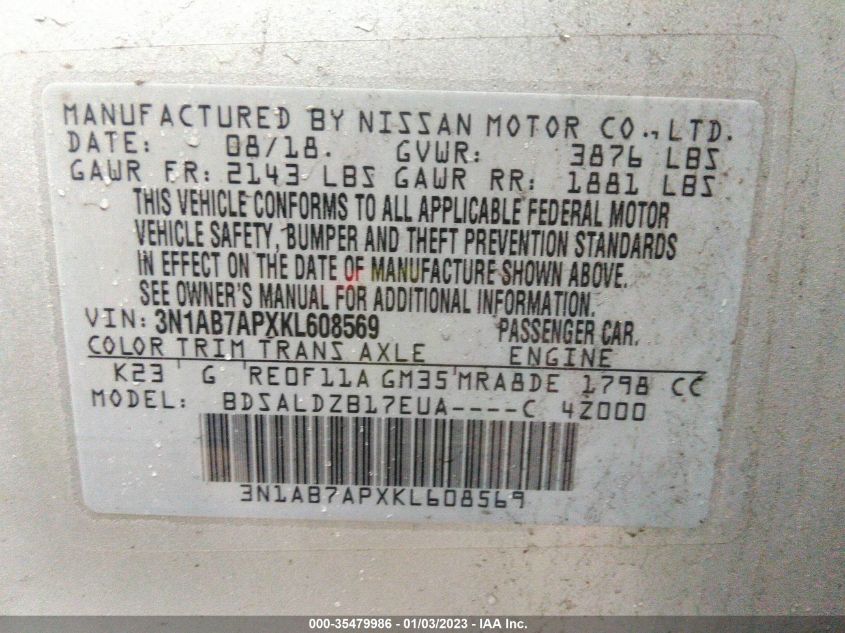 MANUFACTURED BY NISSAN MOTOR CO., LTD.
DATE: 08/18. GVWR: 3876 LBS
GAWR FR: 2143 LBS GAWR RR: 1881 LBS
THIS VEHICLE CONFORMS TO ALL APPLICABLE FEDERAL MOTOR
VEHICLE SAFETY, BUMPER AND THEFT PREVENTION STANDARDS
IN EFFECT ON THE DATE OF MANUFACTURE SHOWN ABOVE.
SEE OWNER'S MANUAL FOR ADDITIONAL INFORMATION.
VIN: 3N1AB7APXKL608569 PASSENGER CAR.
COLOR TRIM TRANS AXLE ENGINE
K23 G RE0F11A GM35 MRA8DE 1798 CC
MODEL: BDSALDZB17EUA----C 4Z000
3N1AB7APXKL608569
000-35479986 - 01/03/2023 - IAA Inc.